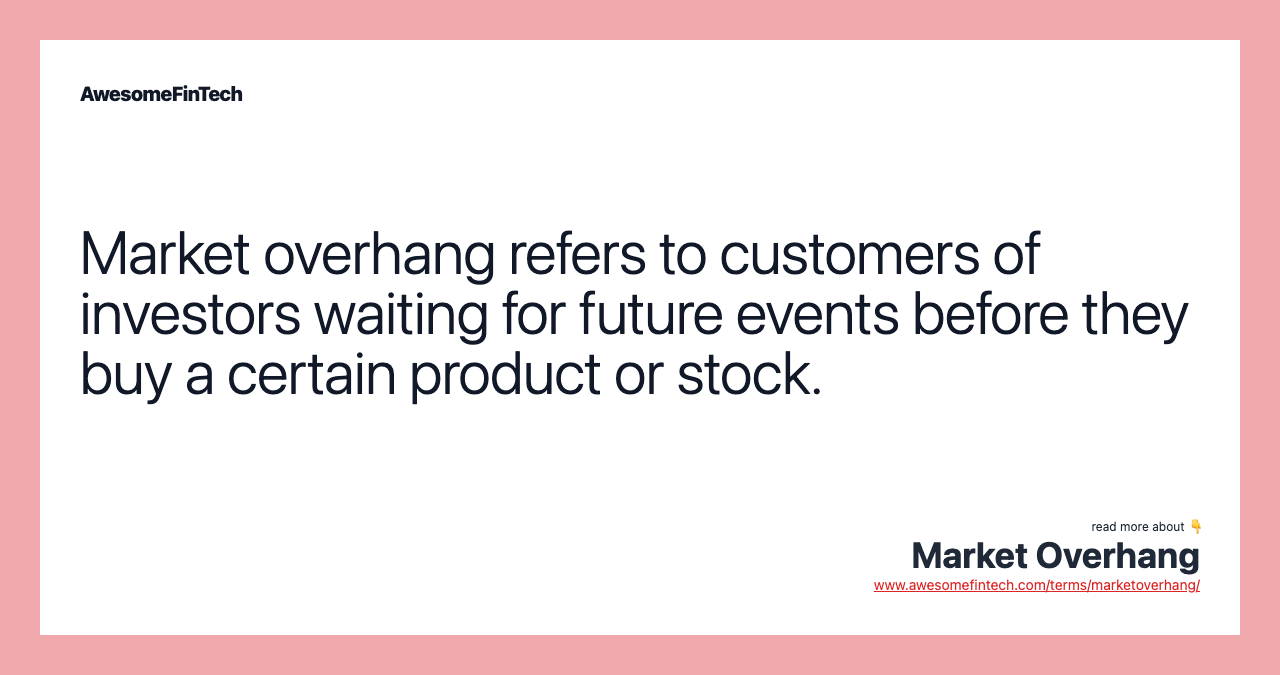 AwesomeFinTech
Market overhang refers to customers of
investors waiting for future events before they
buy a certain product or stock.
read more about 👇
Market Overhang
www.awesomefintech.com/terms/marketoverhang/